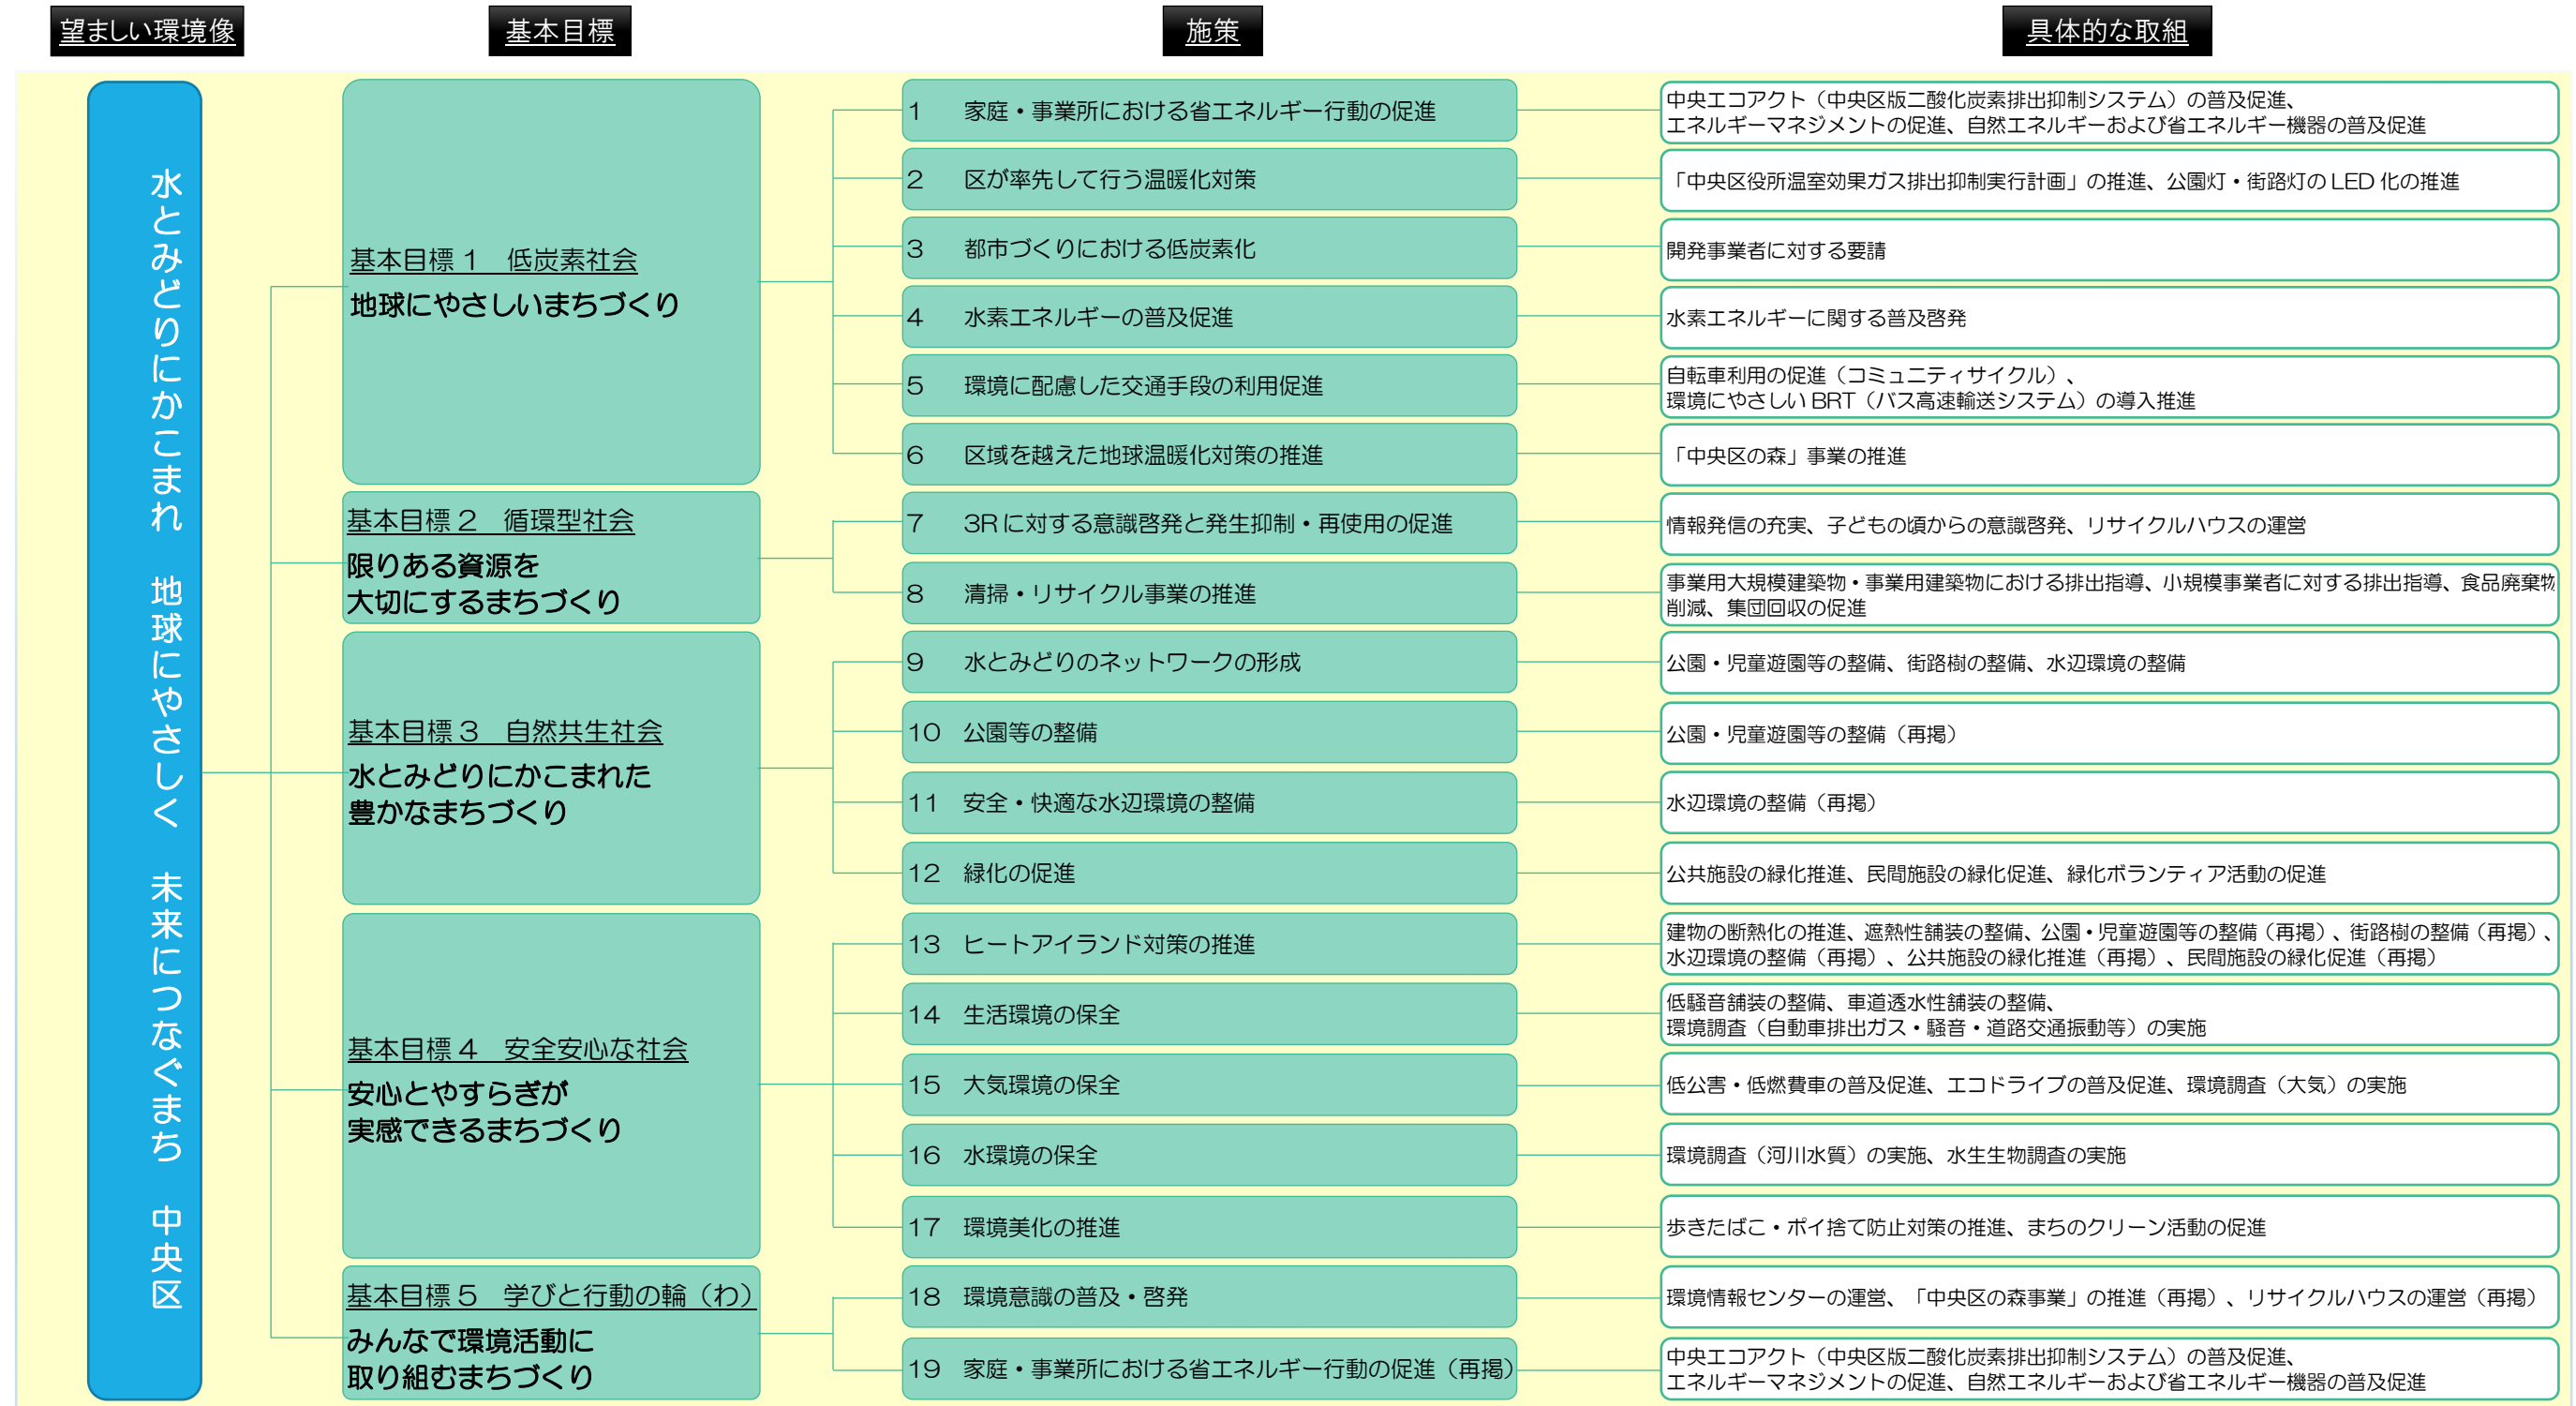 望ましい環境像
基本目標
施策
具体的な取組
水とみどりにかこまれ　地球にやさしく　未来につなぐまち　中央区
基本目標１　低炭素社会
地球にやさしいまちづくり
1　家庭・事業所における省エネルギー行動の促進
中央エコアクト（中央区版二酸化炭素排出抑制システム）の普及促進、
エネルギーマネジメントの促進、自然エネルギーおよび省エネルギー機器の普及促進
2　区が率先して行う温暖化対策
「中央区役所温室効果ガス排出抑制実行計画」の推進、公園灯・街路灯のLED化の推進
3　都市づくりにおける低炭素化
開発事業者に対する要請
4　水素エネルギーの普及促進
水素エネルギーに関する普及啓発
5　環境に配慮した交通手段の利用促進
自転車利用の促進（コミュニティサイクル）、
環境にやさしいBRT（バス高速輸送システム）の導入推進
6　区域を越えた地球温暖化対策の推進
「中央区の森」事業の推進
基本目標２　循環型社会
限りある資源を
大切にするまちづくり
7　3Rに対する意識啓発と発生抑制・再使用の促進
情報発信の充実、子どもの頃からの意識啓発、リサイクルハウスの運営
8　清掃・リサイクル事業の推進
事業用大規模建築物・事業用建築物における排出指導、小規模事業者に対する排出指導、食品廃棄物
削減、集団回収の促進
基本目標３　自然共生社会
水とみどりにかこまれた
豊かなまちづくり
9　水とみどりのネットワークの形成
公園・児童遊園等の整備、街路樹の整備、水辺環境の整備
10　公園等の整備
公園・児童遊園等の整備（再掲）
11　安全・快適な水辺環境の整備
水辺環境の整備（再掲）
12　緑化の促進
公共施設の緑化推進、民間施設の緑化促進、緑化ボランティア活動の促進
基本目標４　安全安心な社会
安心とやすらぎが
実感できるまちづくり
13　ヒートアイランド対策の推進
建物の断熱化の推進、遮熱性舗装の整備、公園・児童遊園等の整備（再掲）、街路樹の整備（再掲）、
水辺環境の整備（再掲）、公共施設の緑化推進（再掲）、民間施設の緑化促進（再掲）
14　生活環境の保全
低騒音舗装の整備、車道透水性舗装の整備、
環境調査（自動車排出ガス・騒音・道路交通振動等）の実施
15　大気環境の保全
低公害・低燃費車の普及促進、エコドライブの普及促進、環境調査（大気）の実施
16　水環境の保全
環境調査（河川水質）の実施、水生生物調査の実施
17　環境美化の推進
歩きたばこ・ポイ捨て防止対策の推進、まちのクリーン活動の促進
基本目標５　学びと行動の輪（わ）
みんなで環境活動に
取り組むまちづくり
18　環境意識の普及・啓発
環境情報センターの運営、「中央区の森事業」の推進（再掲）、リサイクルハウスの運営（再掲）
19　家庭・事業所における省エネルギー行動の促進（再掲）
中央エコアクト（中央区版二酸化炭素排出抑制システム）の普及促進、
エネルギーマネジメントの促進、自然エネルギーおよび省エネルギー機器の普及促進